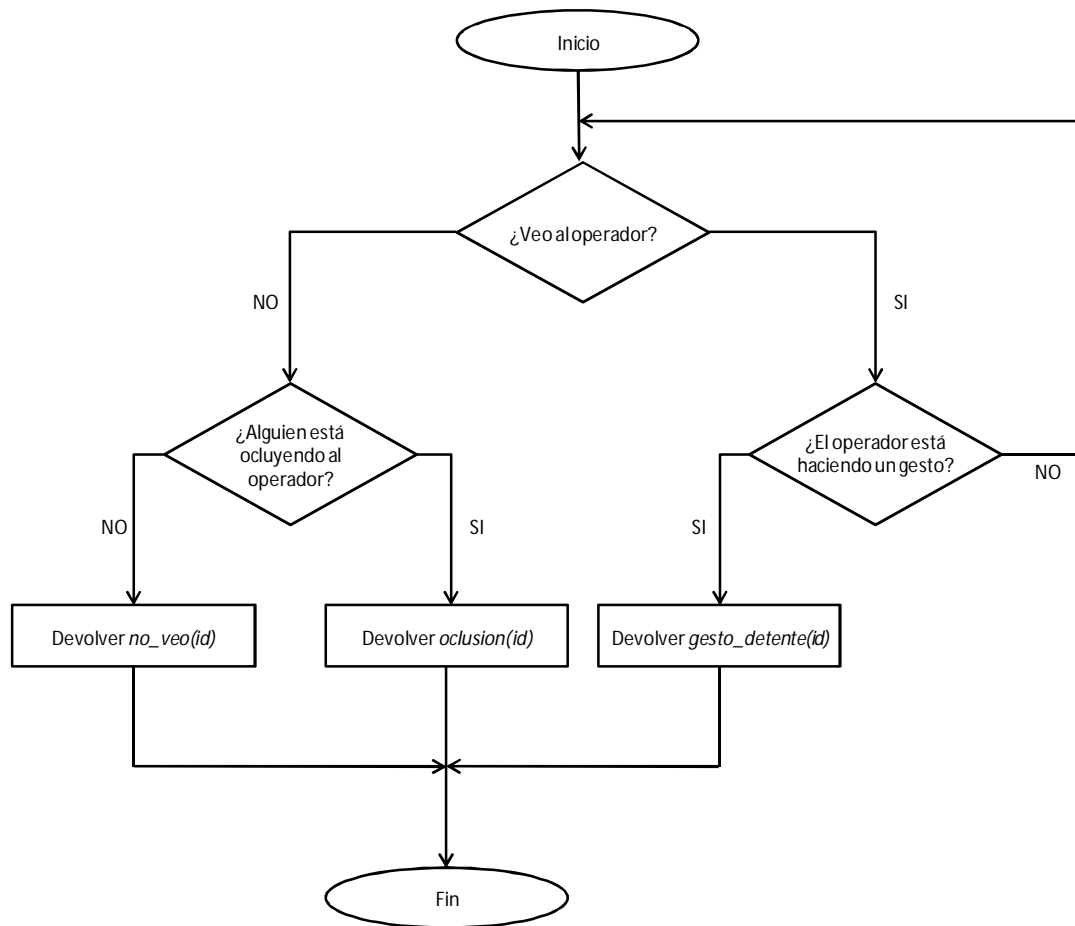 Inicio
¿Veo al operador?
NO
SI
¿Alguien está
ocluyendo al
operador?
¿El operador está
haciendo un gesto?
NO
NO
SI
SI
Devolver no_veo(id)
Devolver oclusion(id)
Devolver gesto_detente(id)
Fin